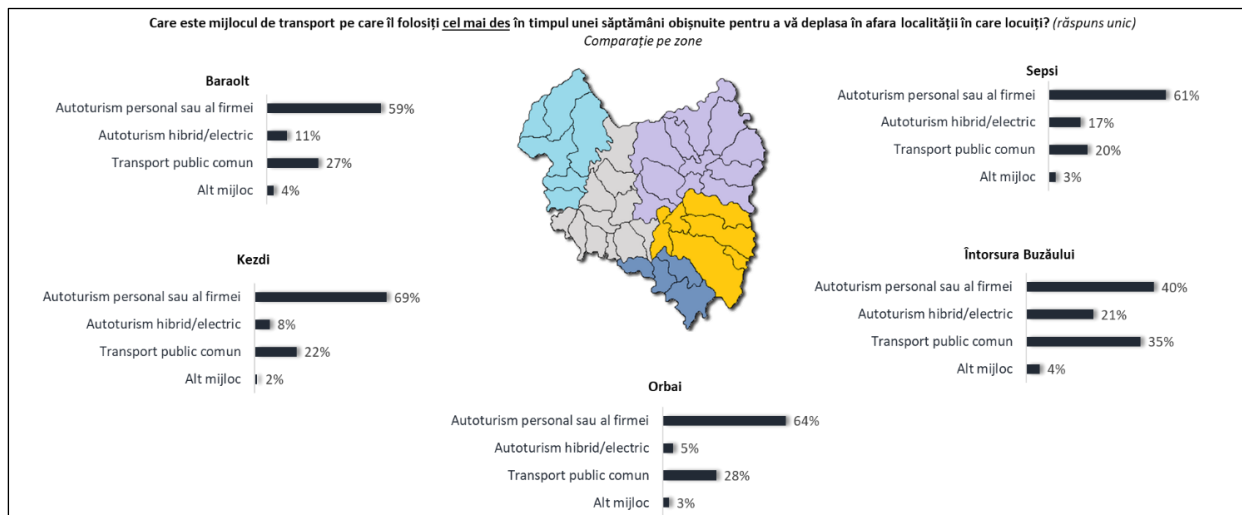 Care este mijlocul de transport pe care îl folosiți cel mai des în timpul unei săptămâni obișnuite pentru a vă deplasa în afara localității în care locuiți? (răspuns unic)
Comparație pe zone
Baraolt
Autoturism personal sau al firmei 59%
Autoturism hibrid/electric 11%
Transport public comun 27%
Alt mijloc 4%
Sepsi
Autoturism personal sau al firmei 61%
Autoturism hibrid/electric 17%
Transport public comun 20%
Alt mijloc 3%
Kezdi
Autoturism personal sau al firmei 69%
Autoturism hibrid/electric 8%
Transport public comun 22%
Alt mijloc 2%
Întorsura Buzăului
Autoturism personal sau al firmei 40%
Autoturism hibrid/electric 21%
Transport public comun 35%
Alt mijloc 4%
Orbai
Autoturism personal sau al firmei 64%
Autoturism hibrid/electric 5%
Transport public comun 28%
Alt mijloc 3%